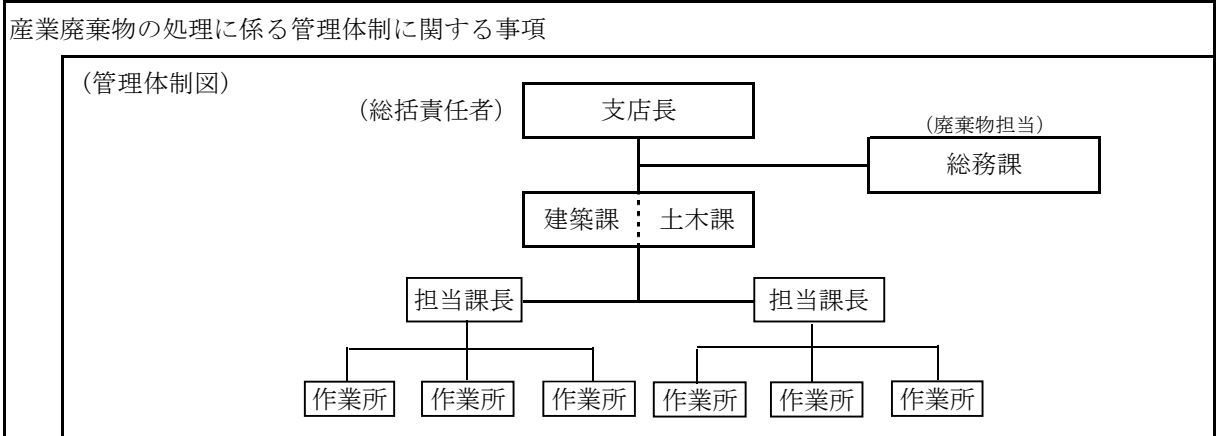 産業廃棄物の処理に係る管理体制に関する事項
（管理体制図）
（総括責任者） 支店長
（廃棄物担当）
総務課
建築課 土木課
担当課長 担当課長
作業所 作業所 作業所 作業所 作業所 作業所